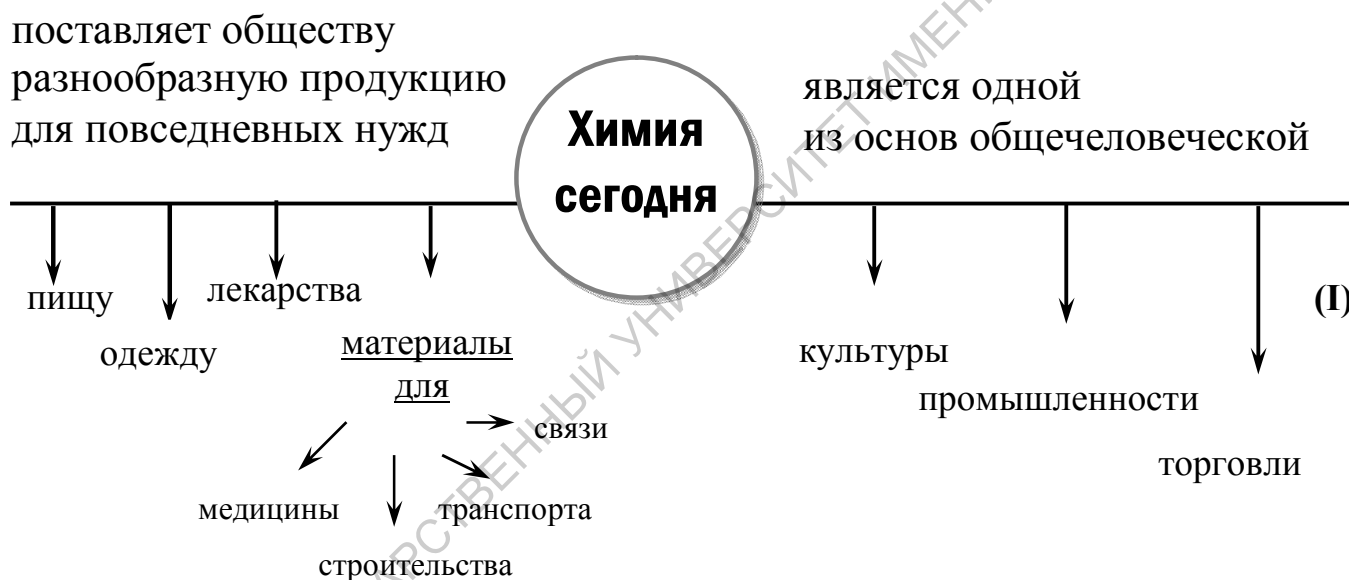 поставляет обществу
разнообразную продукцию
для повседневных нужд
Химия
сегодня
является одной
из основ общечеловеческой
пищу
одежду
лекарства
материалы
для
связи
медицины
транспорта
строительства
культуры
промышленности
торговли
(I)
УНИВЕРСИТЕТ